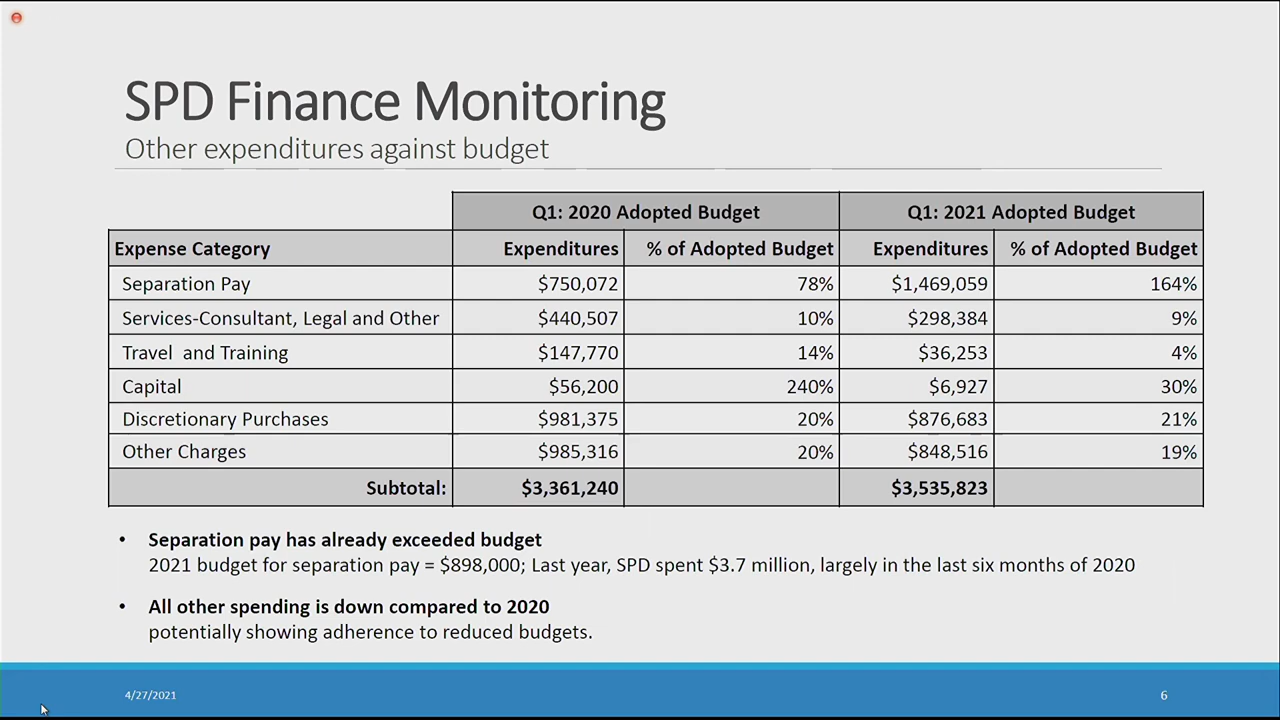 SPD Finance Monitoring
Other expenditures against budget
Q1: 2020 Adopted Budget Q1: 2021 Adopted Budget
Expense Category Expenditures % of Adopted Budget Expenditures % of Adopted Budget
Separation Pay $750,072 78% $1,469,059 164%
Services-Consultant, Legal and Other $440,507 10% $298,384 9%
Travel and Training $147,770 14% $36,253 4%
Capital $56,200 240% $6,927 30%
Discretionary Purchases $981,375 20% $876,683 21%
Other Charges $985,316 20% $848,516 19%
Subtotal: $3,361,240 $3,535,823
• Separation pay has already exceeded budget
2021 budget for separation pay = $898,000; Last year, SPD spent $3.7 million, largely in the last six months of 2020
• All other spending is down compared to 2020
potentially showing adherence to reduced budgets.
4/27/2021 6